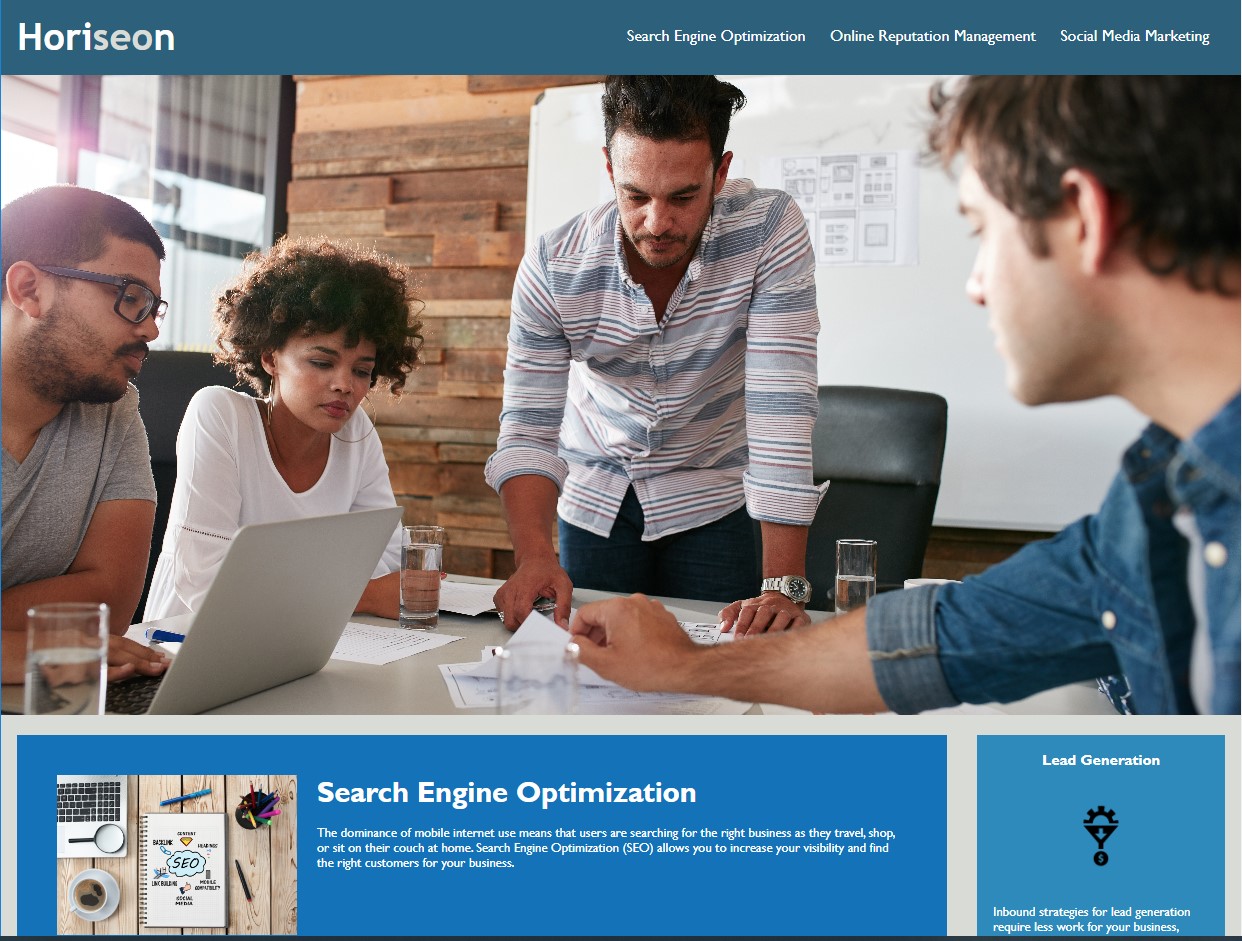 Horiseon
Search Engine Optimization
Online Reputation Management
Social Media Marketing
Search Engine Optimization
The dominance of mobile internet use means that users are searching for the right business as they travel, shop,
or sit on their couch at home. Search Engine Optimization (SEO) allows you to increase your visibility and find
the right customers for your business.
CONTENT
BACKLINK
HEADINGS
SEO
LINK BUILDING
MOBILE
COMPATIBILITY
SOCIAL
MEDIA
Lead Generation
$
Inbound strategies for lead generation
require less work for your business,